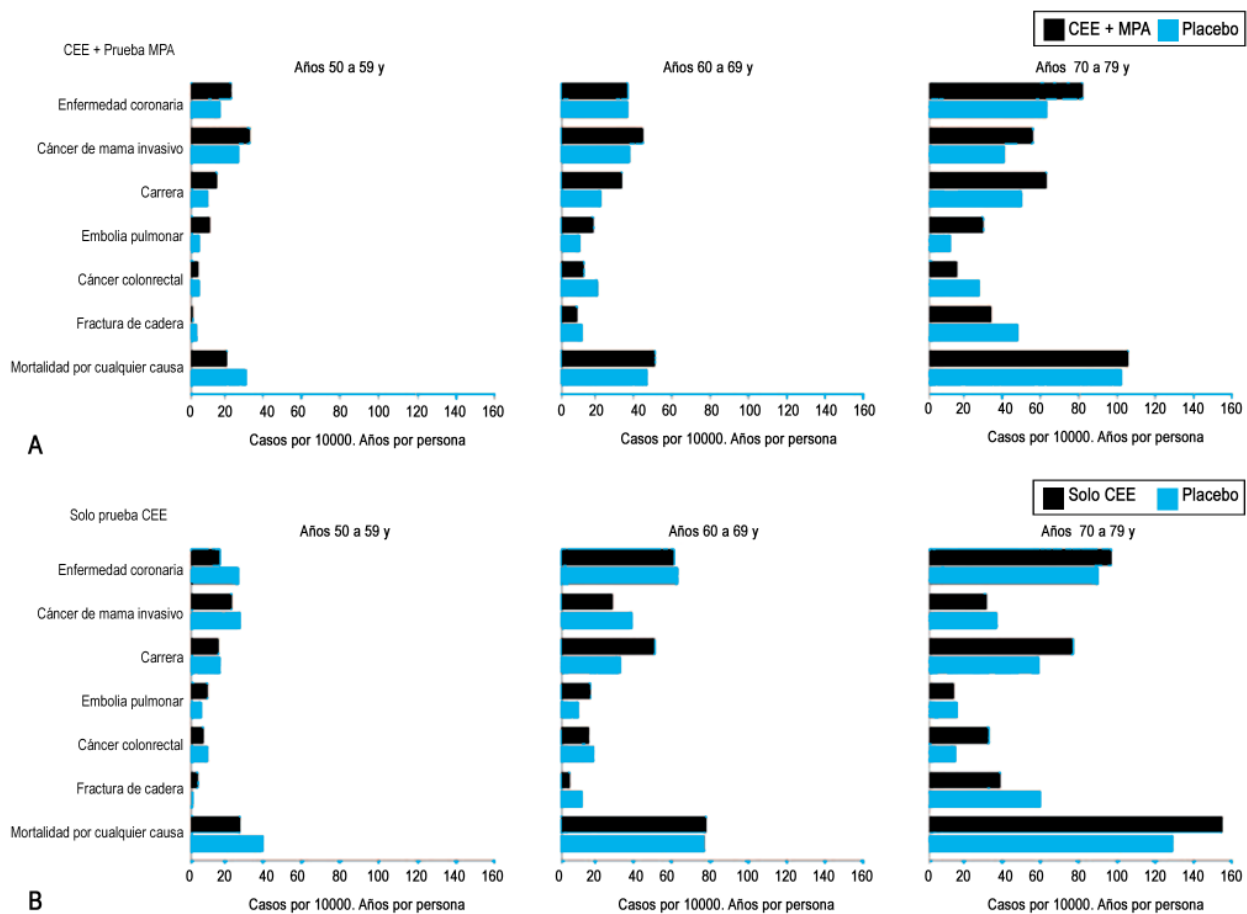 A
CEE + MPA Placebo
CEE + Prueba MPA
Años 50 a 59 y Años 60 a 69 y Años 70 a 79 y
Enfermedad coronaria
Cáncer de mama invasivo
Carrera
Embolia pulmonar
Cáncer colonrectal
Fractura de cadera
Mortalidad por cualquier causa
0 20 40 60 80 100 120 140 160 0 20 40 60 80 100 120 140 160 0 20 40 60 80 100 120 140 160
Casos por 10000. Años por persona Casos por 10000. Años por persona Casos por 10000. Años por persona
B
Solo CEE Placebo
Solo prueba CEE
Años 50 a 59 y Años 60 a 69 y Años 70 a 79 y
Enfermedad coronaria
Cáncer de mama invasivo
Carrera
Embolia pulmonar
Cáncer colonrectal
Fractura de cadera
Mortalidad por cualquier causa
0 20 40 60 80 100 120 140 160 0 20 40 60 80 100 120 140 160 0 20 40 60 80 100 120 140 160
Casos por 10000. Años por persona Casos por 10000. Años por persona Casos por 10000. Años por persona